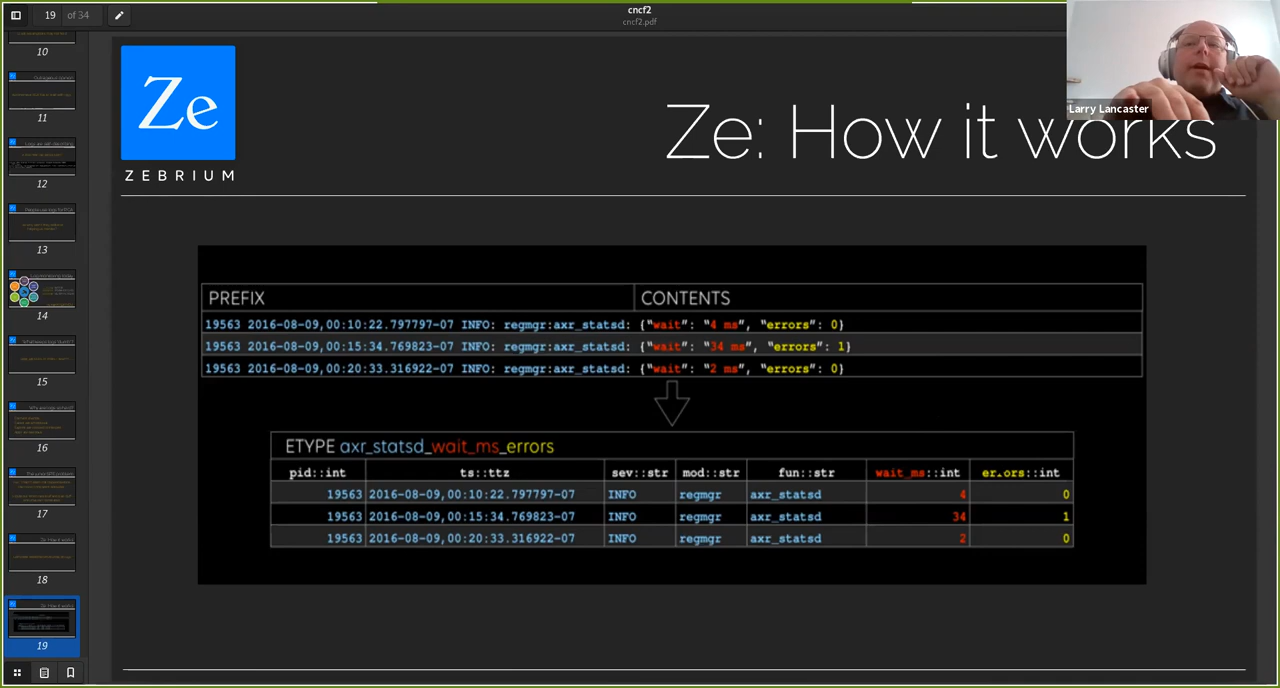 19 of 34
cncf2
cncf2.pdf
10
11
12
13
14
15
16
17
18
19
Ze
ZEBRIUM
Ze: How it works
Larry Lancaster
PREFIX CONTENTS
19563 2016-08-09,00:10:22.797797-07 INFO: regmgr:axr_statsd: {"wait": "4 ms", "errors": 0}
19563 2016-08-09,00:15:34.769823-07 INFO: regmgr:axr_statsd: {"wait": "34 ms", "errors": 1}
19563 2016-08-09,00:20:33.316922-07 INFO: regmgr:axr_statsd: {"wait": "2 ms", "errors": 0}
ETYPE axr_statsd_wait_ms_errors
pid::int ts::ttz sev::str mod::str fun::str wait_ms::int errors::int
19563 2016-08-09,00:10:22.797797-07 INFO regmgr axr_statsd 4 0
19563 2016-08-09,00:15:34.769823-07 INFO regmgr axr_statsd 34 1
19563 2016-08-09,00:20:33.316922-07 INFO regmgr axr_statsd 2 0